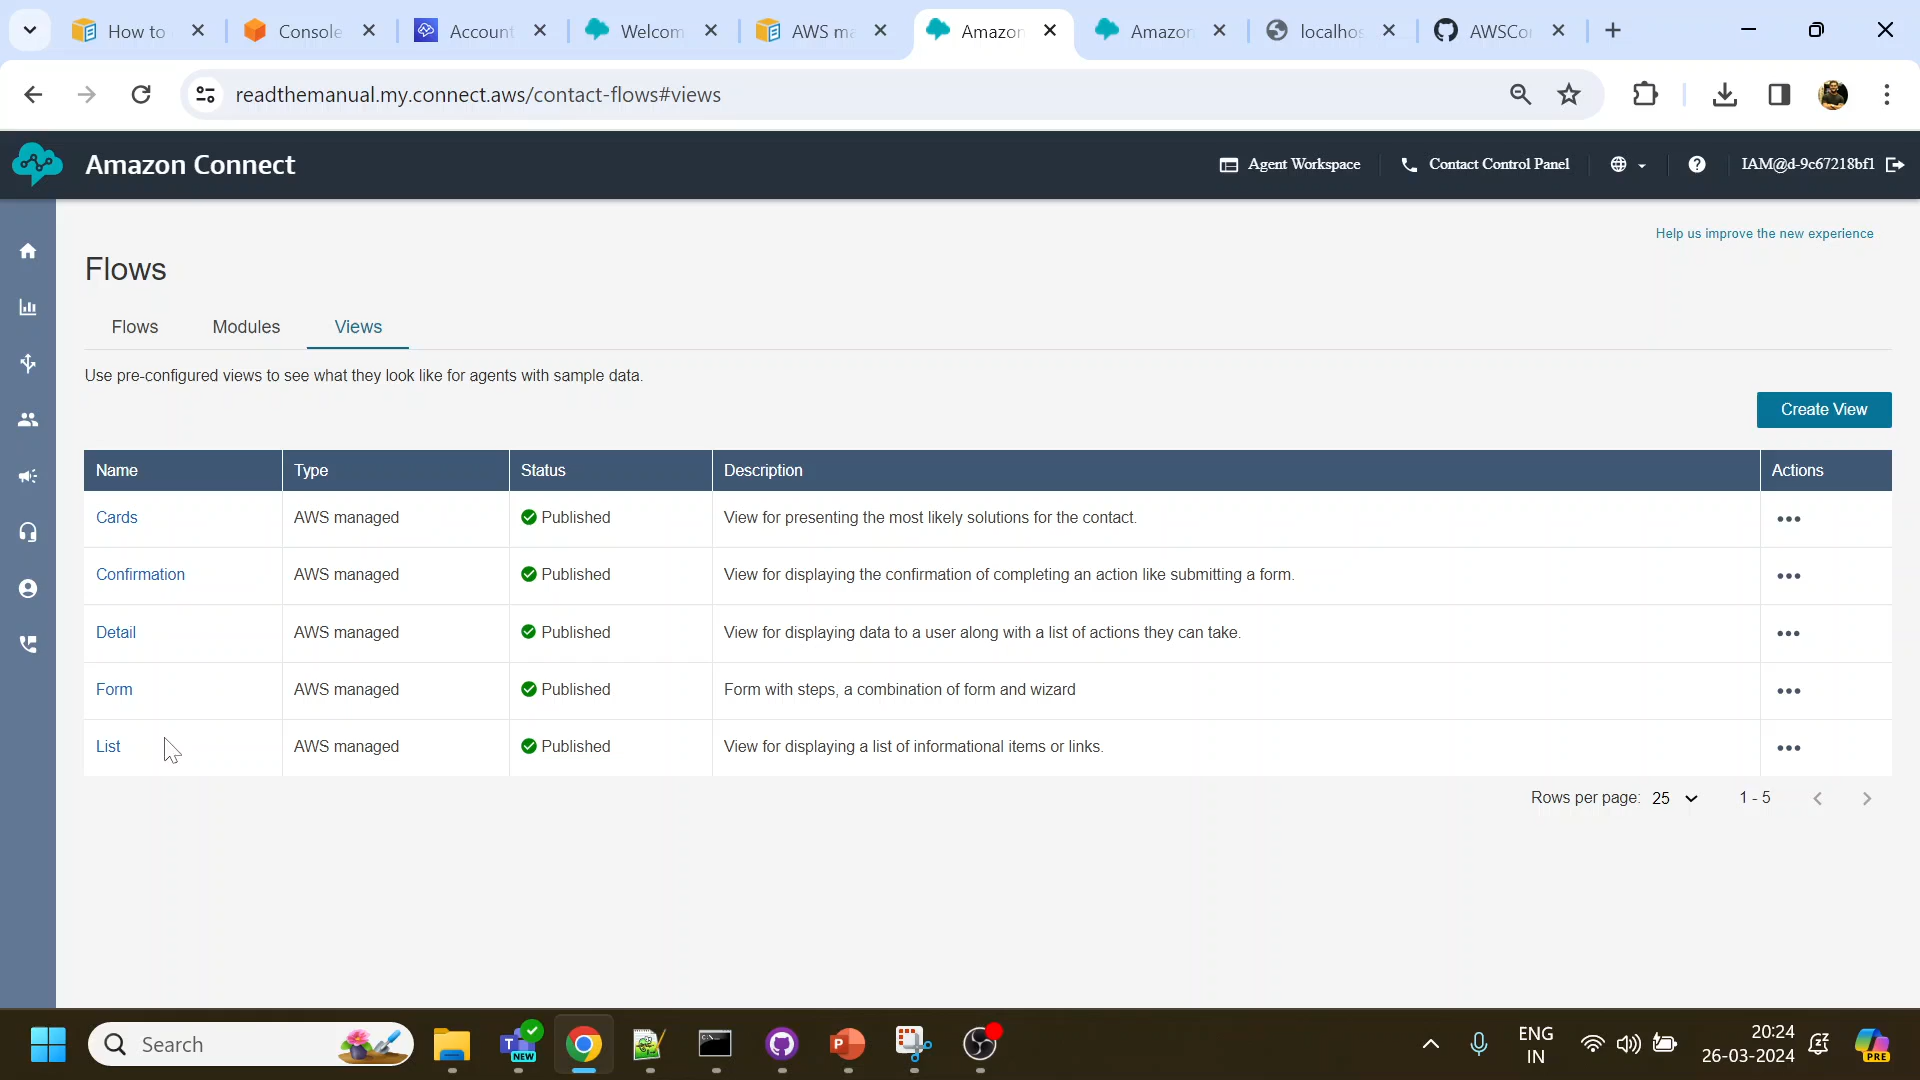 How to
Console
Account
Welcom
AWS ma
Amazon
Amazon
localhos
AWSCo
readthemanual.my.connect.aws/contact-flows#views
Amazon Connect
Agent Workspace
Contact Control Panel
IAM@d-9c67218bf1
Help us improve the new experience
Flows
Flows Modules Views
Use pre-configured views to see what they look like for agents with sample data.
Create View
Name Type Status Description Actions
Cards AWS managed Published View for presenting the most likely solutions for the contact.
Confirmation AWS managed Published View for displaying the confirmation of completing an action like submitting a form.
Detail AWS managed Published View for displaying data to a user along with a list of actions they can take.
Form AWS managed Published Form with steps, a combination of form and wizard
List AWS managed Published View for displaying a list of informational items or links.
Rows per page: 25 1 - 5
Search
NEW
ENG
IN
20:24
26-03-2024
PRE